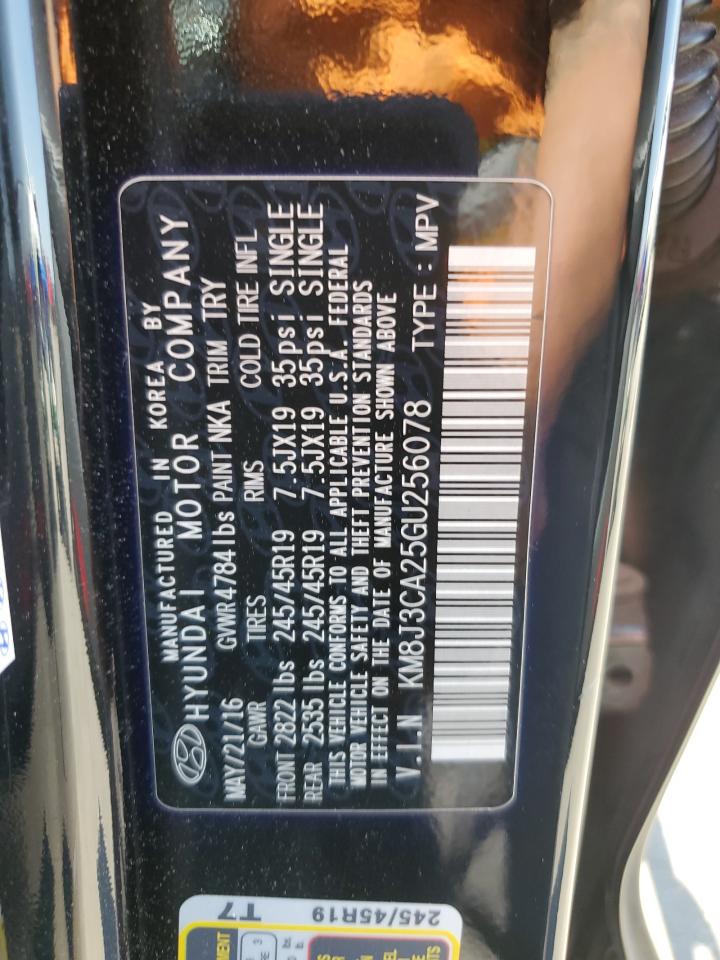 MANUFACTURED IN KOREA BY
HYUNDAI MOTOR COMPANY
MAY/21/16 GVWR 4784lbs PAINT NKA TRIM TRY
GAWR TIRES RIMS COLD TIRE INFL
FRONT 2822 lbs 245/45R19 7.5JX19 35psi SINGLE
REAR 2535 lbs 245/45R19 7.5JX19 35psi SINGLE
THIS VEHICLE CONFORMS TO ALL APPLICABLE U.S.A. FEDERAL
MOTOR VEHICLE SAFETY AND THEFT PREVENTION STANDARDS
IN EFFECT ON THE DATE OF MANUFACTURE SHOWN ABOVE
V.I.N KM8J3CA25GU256078 TYPE : MPV
T7
245/45R19